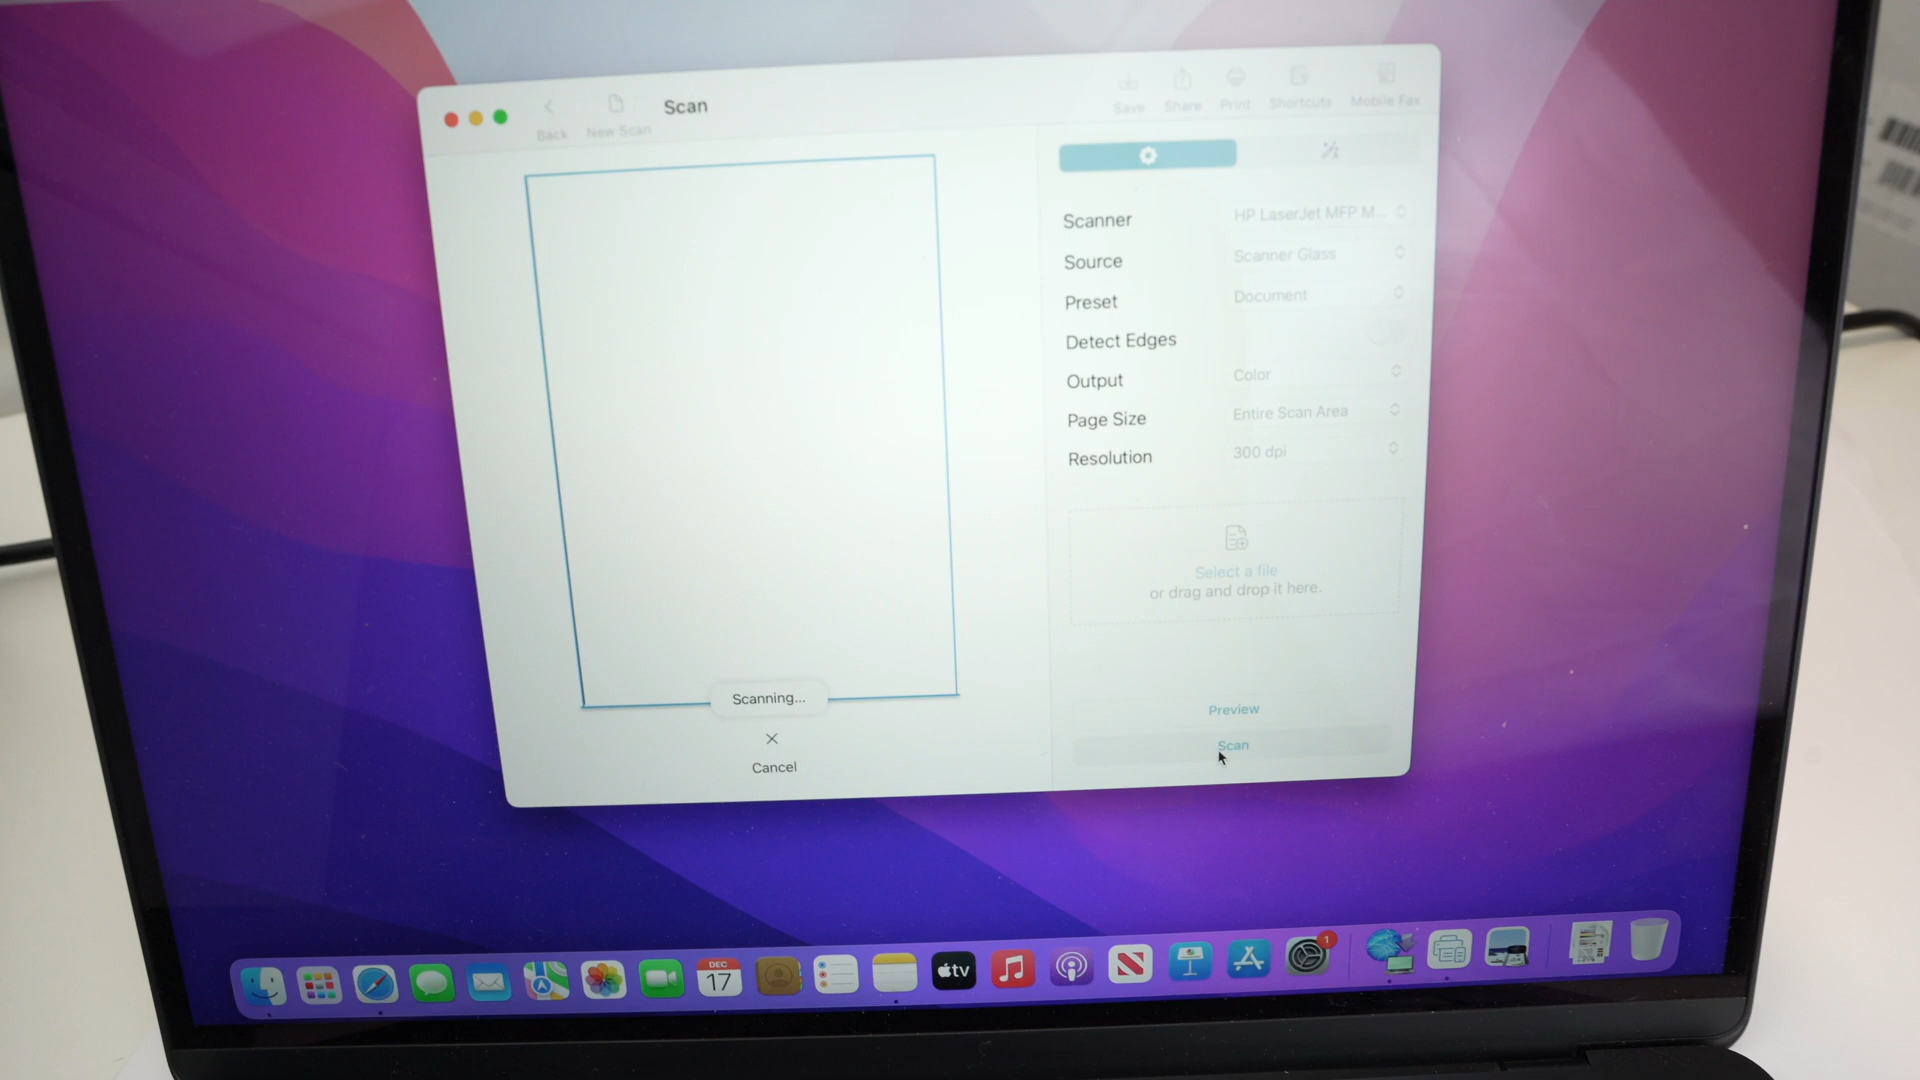 Scan
Back
New Scan
Save
Share
Print
Shortcuts
Mobile Fax
Scanner
HP LaserJet MFP M...
Source
Scanner Glass
Preset
Document
Detect Edges
Output
Color
Page Size
Entire Scan Area
Resolution
300 dpi
Select a file
or drag and drop it here.
Scanning...
Cancel
Preview
Scan
DEC
17
tv
1